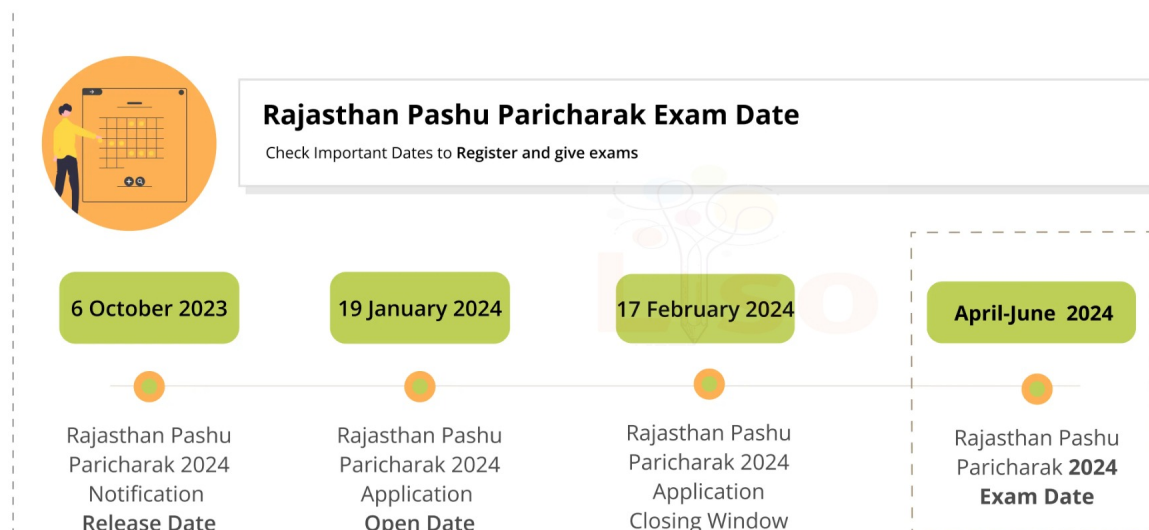 Rajasthan Pashu Paricharak Exam Date
Check Important Dates to Register and give exams
6 October 2023
19 January 2024
17 February 2024
April-June 2024
Rajasthan Pashu
Paricharak 2024
Notification
Release Date
Rajasthan Pashu
Paricharak 2024
Application
Open Date
Rajasthan Pashu
Paricharak 2024
Application
Closing Window
Rajasthan Pashu
Paricharak 2024
Exam Date